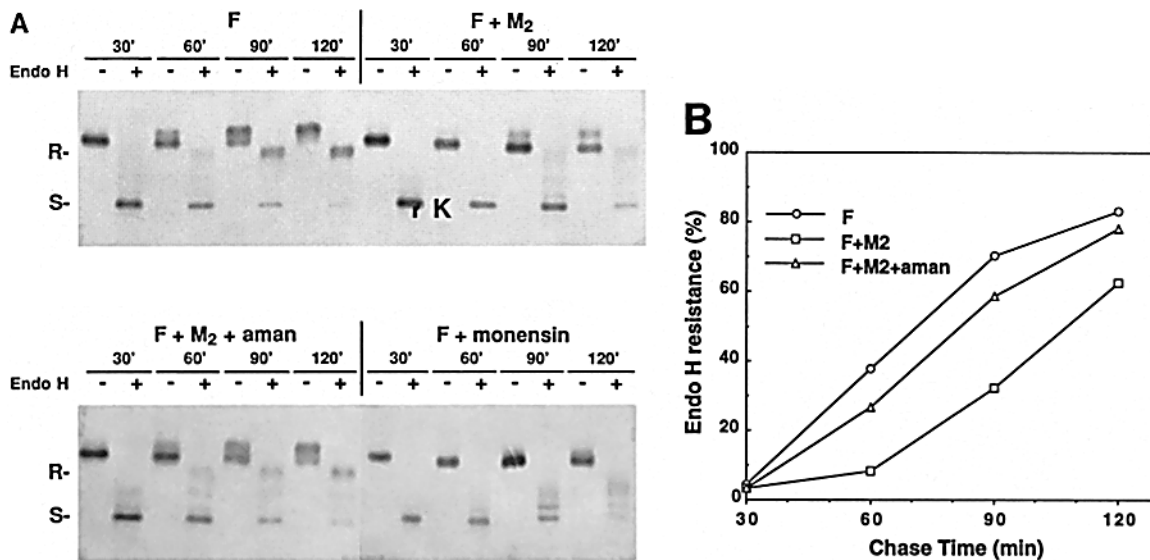 A
F F + M2
30' 60' 90' 120' 30' 60' 90' 120'
Endo H - + - + - + - + - + - + - + - +
R-
S-
K
F + M2 + aman F + monensin
30' 60' 90' 120' 30' 60' 90' 120'
Endo H - + - + - + - + - + - + - + - +
R-
S-
B
100
80
60
40
20
0
Endo H resistance (%)
F
F+M2
F+M2+aman
30 60 90 120
Chase Time (min)